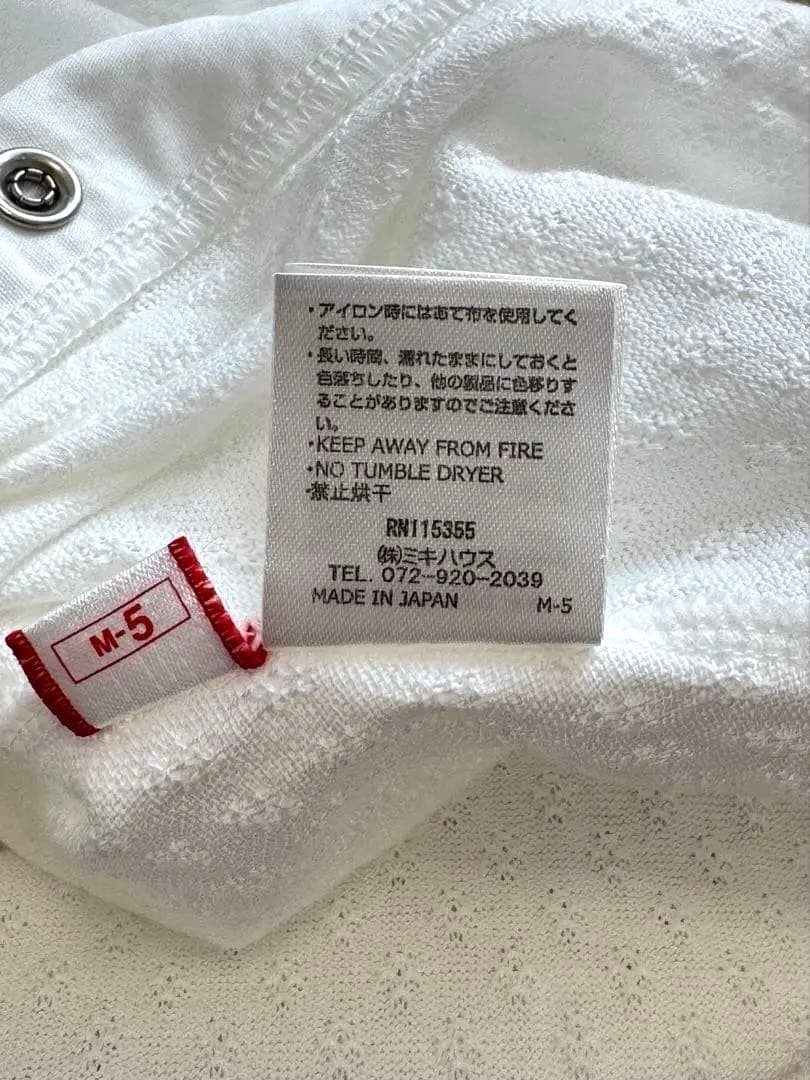 ・アイロン時にはあて布を使用してく
ださい。
・長い時間、濡れたままにしておくと
色落ちしたり、他の製品に色移りす
ることがありますのでご注意くださ
い。
・KEEP AWAY FROM FIRE
・NO TUMBLE DRYER
・禁止烘干
RN115355
㈱ミキハウス
TEL. 072-920-2039
MADE IN JAPAN M-5
M-5